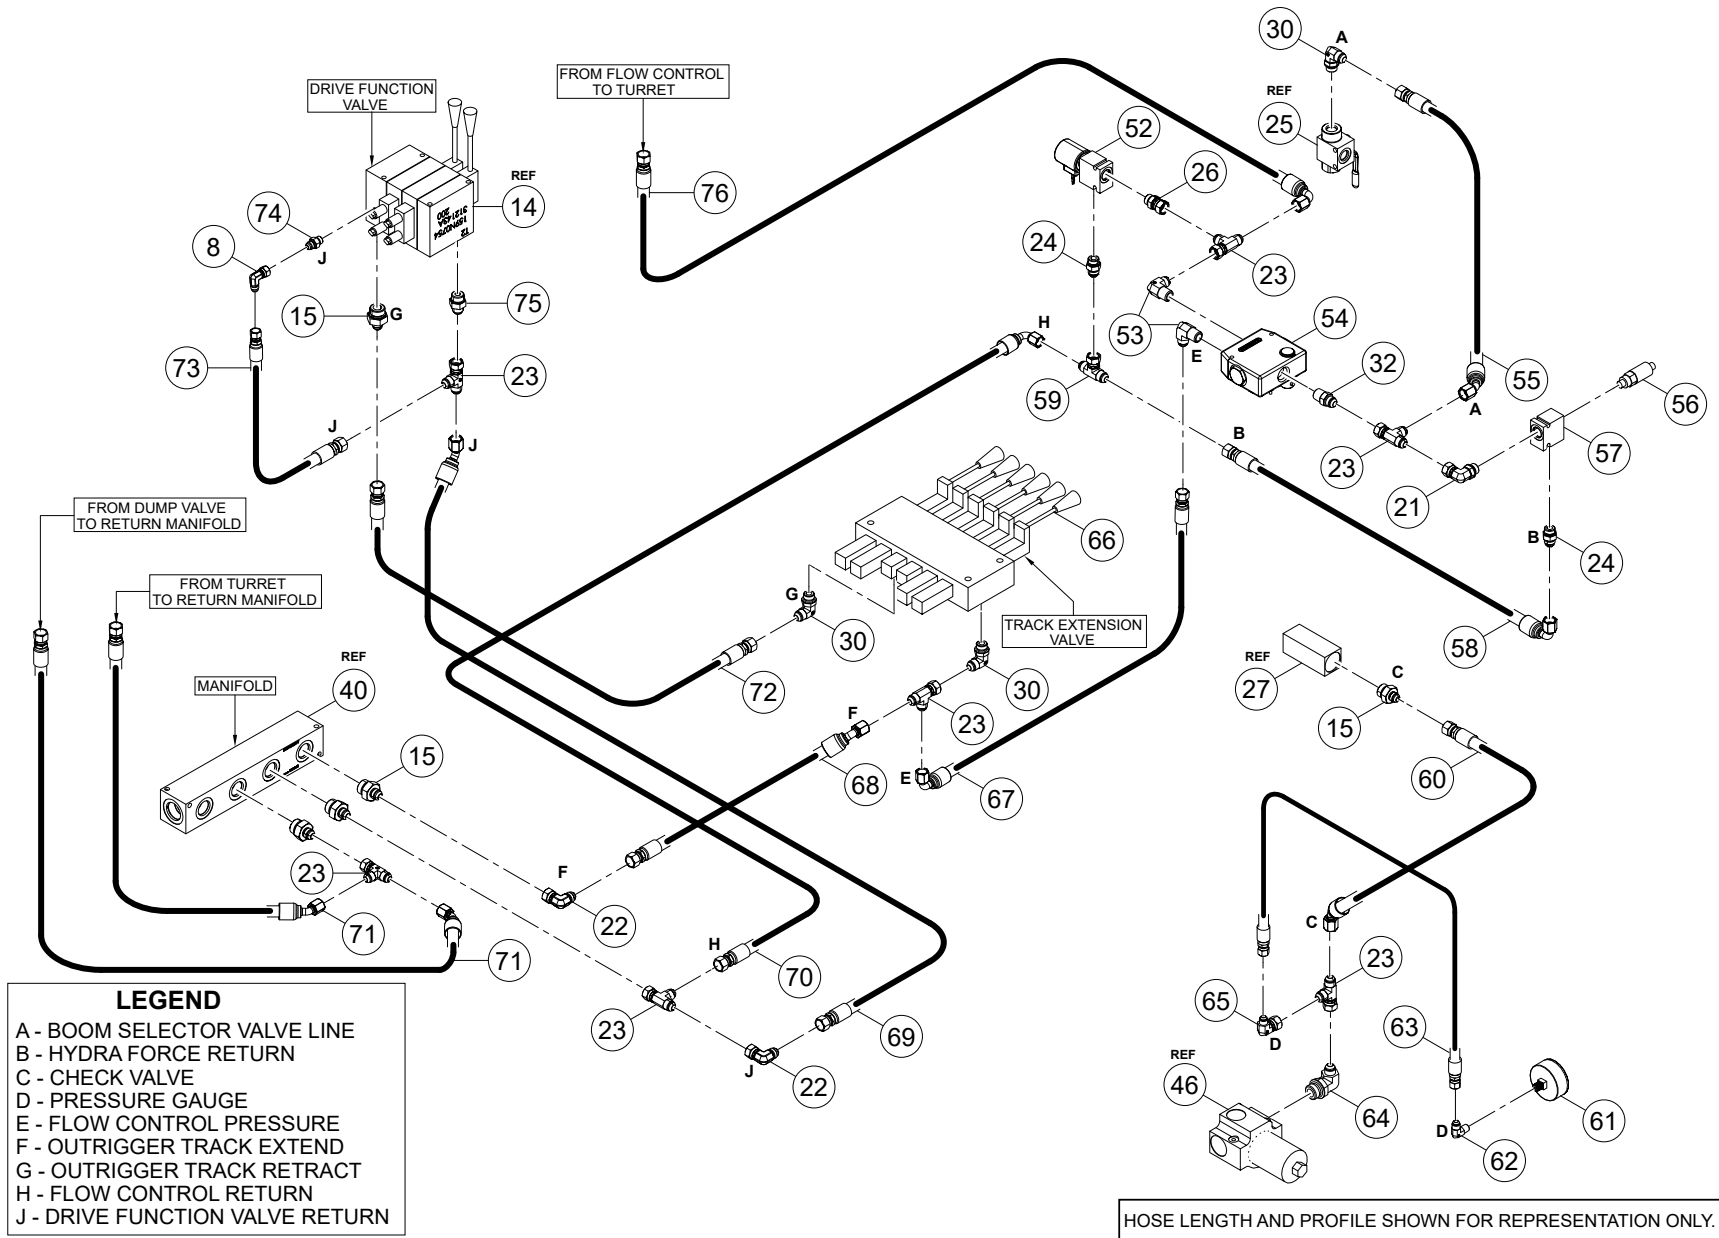 30
A
FROM FLOW CONTROL
TO TURRET
DRIVE FUNCTION
VALVE
REF
25
52
REF
14
76
26
74
12
15PN0754
312143A
200
8
J
24
23
15
G
75
53
54
H
E
73
23
59
32
55
A
56
J
J
B
23
57
21
FROM DUMP VALVE
TO RETURN MANIFOLD
66
B
24
FROM TURRET
TO RETURN MANIFOLD
G
30
TRACK EXTENSION
VALVE
58
REF
40
MANIFOLD
72
30
REF
27
C
15
F
23
15
68
E
67
60
23
F
22
71
71
H
70
C
23
LEGEND
A - BOOM SELECTOR VALVE LINE
B - HYDRA FORCE RETURN
C - CHECK VALVE
D - PRESSURE GAUGE
E - FLOW CONTROL PRESSURE
F - OUTRIGGER TRACK EXTEND
G - OUTRIGGER TRACK RETRACT
H - FLOW CONTROL RETURN
J - DRIVE FUNCTION VALVE RETURN
23
69
J
22
65
D
63
REF
46
64
61
D
62
HOSE LENGTH AND PROFILE SHOWN FOR REPRESENTATION ONLY.